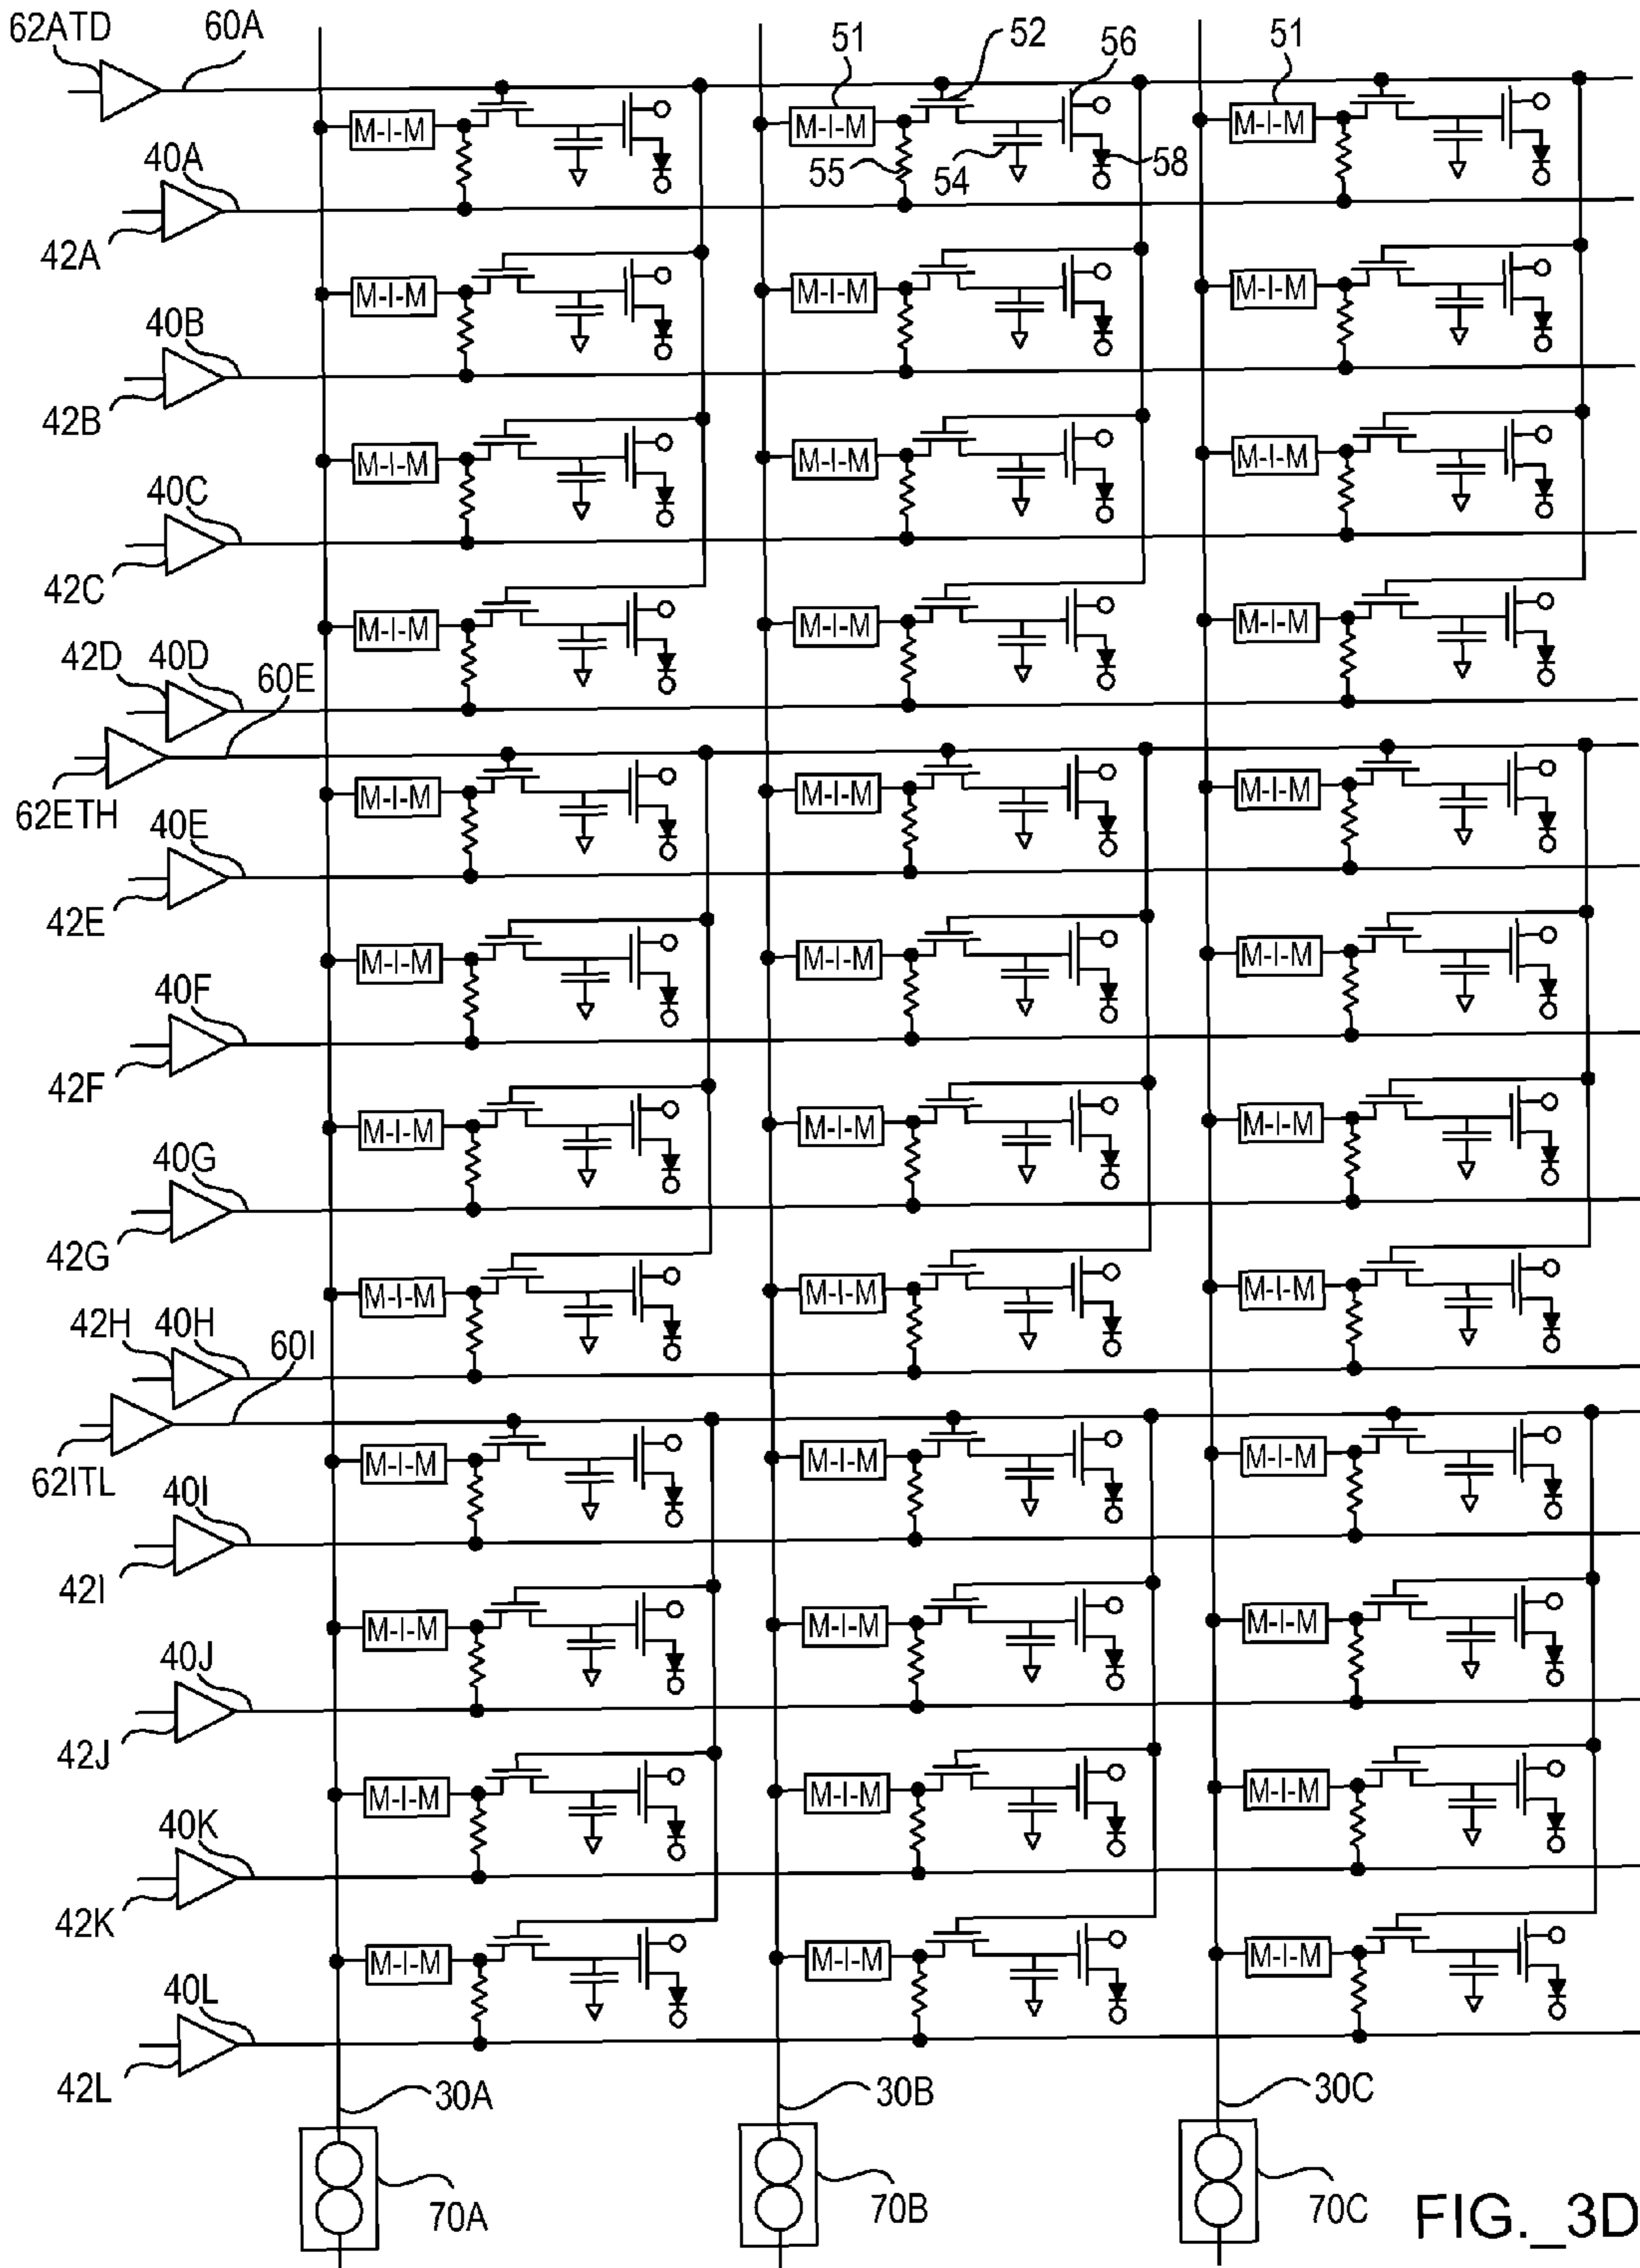 62ATD 60A 51 52 56 51
M-I-M M-I-M M-I-M
40A 55 54 58
42A
M-I-M M-I-M M-I-M
40B
42B
M-I-M M-I-M M-I-M
40C
42C
M-I-M M-I-M M-I-M
42D 40D 60E
62ETH M-I-M M-I-M M-I-M
40E
42E
M-I-M M-I-M M-I-M
40F
42F
M-I-M M-I-M M-I-M
40G
42G
M-I-M M-I-M M-I-M
42H 40H 60I
62ITL M-I-M M-I-M M-I-M
40I
42I
M-I-M M-I-M M-I-M
40J
42J
M-I-M M-I-M M-I-M
40K
42K
M-I-M M-I-M M-I-M
40L
42L
30A 30B 30C
70A 70B 70C
FIG._3D